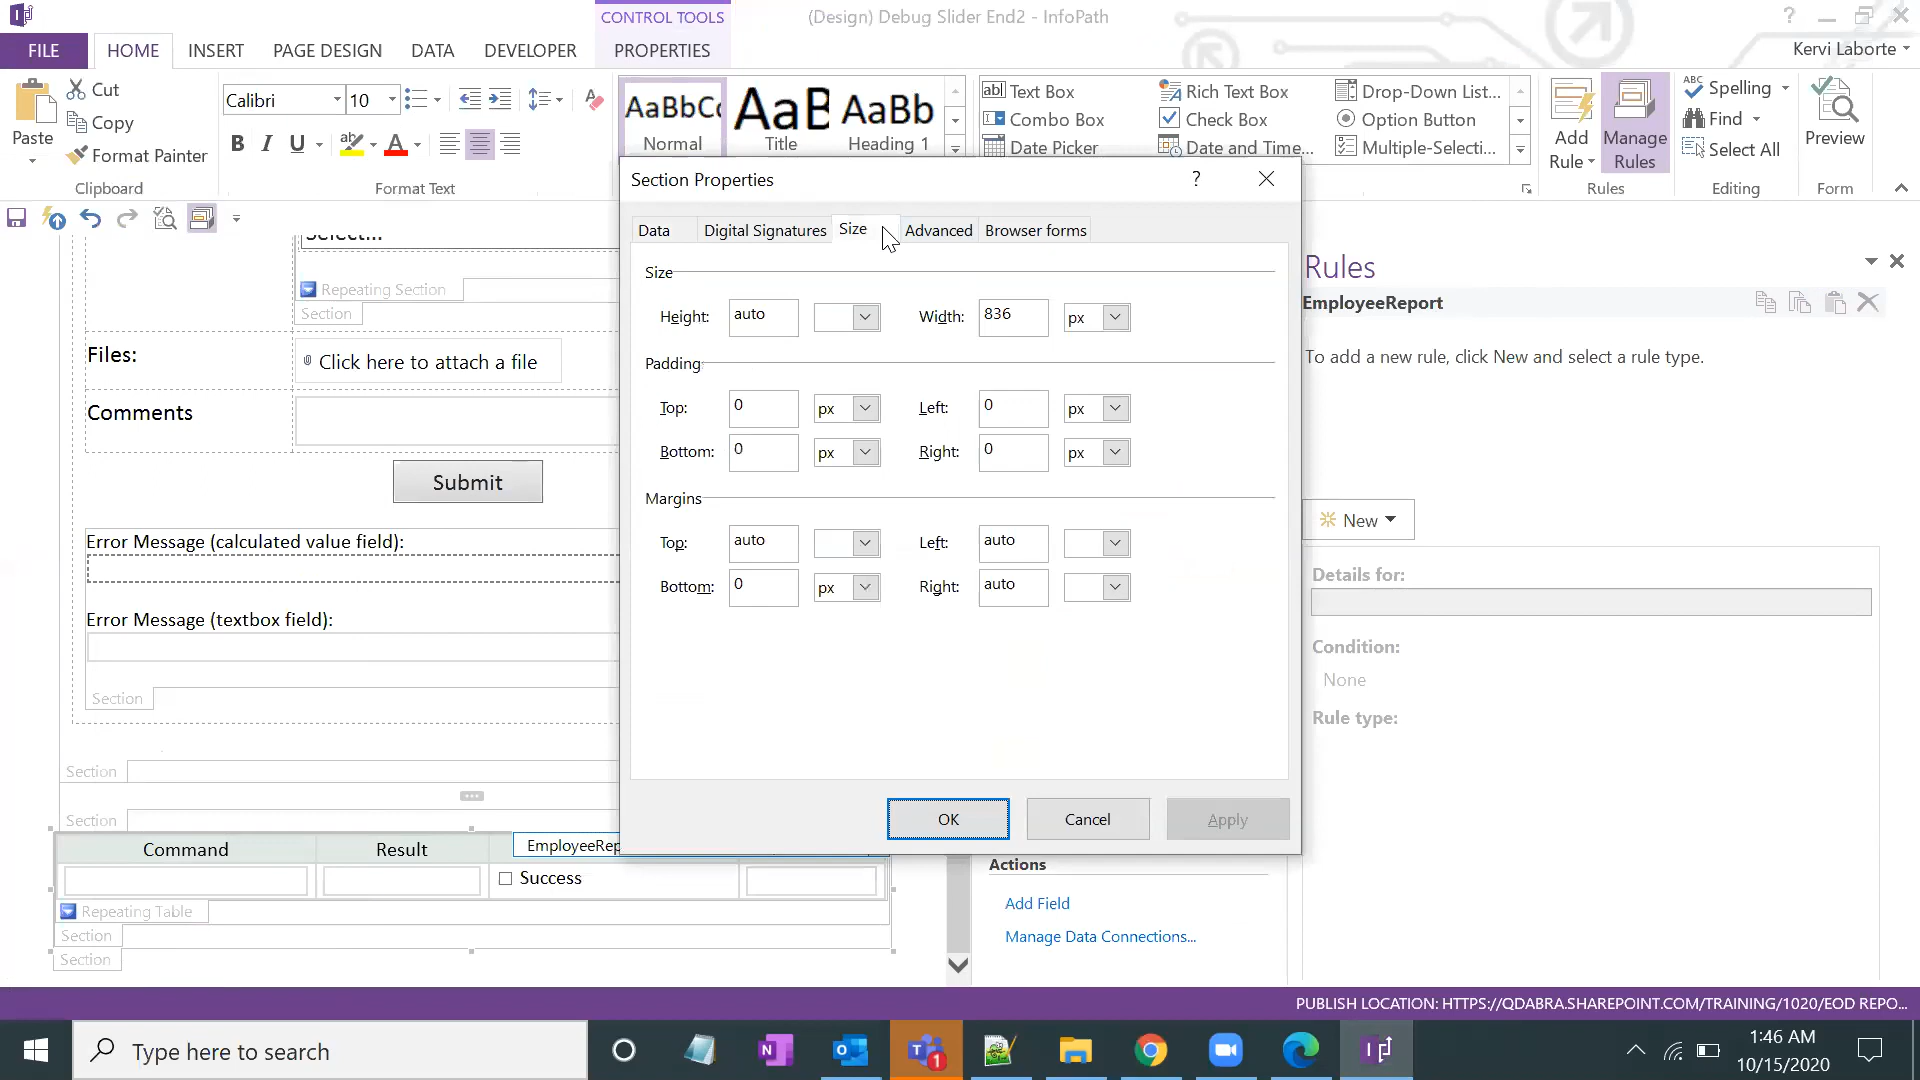 CONTROL TOOLS
(Design) Debug Slider End2 - InfoPath
?
FILE
HOME
INSERT
PAGE DESIGN
DATA
DEVELOPER
PROPERTIES
Kervi Laborte
Paste
Cut
Copy
Format Painter
Clipboard
Calibri
10
B I U
A
Format Text
AaBbCc
Normal
AaB
Title
AaBb
Heading 1
Text Box
Combo Box
Date Picker
Rich Text Box
Check Box
Date and Time...
Drop-Down List...
Option Button
Multiple-Selecti...
Add
Rule
Manage
Rules
Rules
ABC
Spelling
Find
Select All
Editing
Preview
Form
Select...
Repeating Section
Section
Files:
Click here to attach a file
Comments
Submit
Error Message (calculated value field):
Error Message (textbox field):
Section
Section
Section
Command
Result
EmployeeRep
Success
Repeating Table
Section
Section
Section Properties
?
Data
Digital Signatures
Size
Advanced
Browser forms
Size
Height:
auto
Width:
836
px
Padding
Top:
0
px
Left:
0
px
Bottom:
0
px
Right:
0
px
Margins
Top:
auto
Left:
auto
Bottom:
0
px
Right:
auto
OK
Cancel
Apply
Actions
Add Field
Manage Data Connections...
Rules
EmployeeReport
To add a new rule, click New and select a rule type.
New
Details for:
Condition:
None
Rule type:
PUBLISH LOCATION: HTTPS://QDABRA.SHAREPOINT.COM/TRAINING/1020/EOD REPO...
Type here to search
1
1:46 AM
10/15/2020